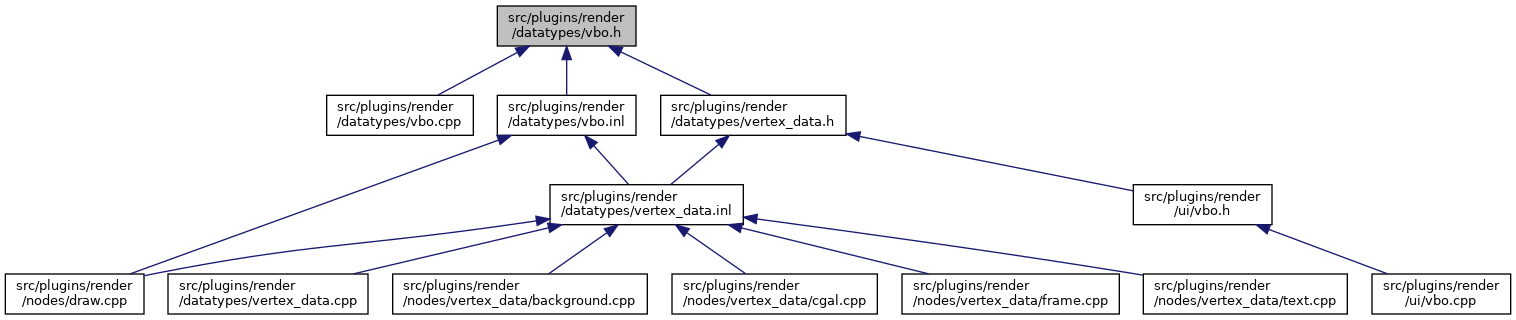 src/plugins/render
/datatypes/vbo.h
src/plugins/render
/datatypes/vbo.cpp
src/plugins/render
/datatypes/vbo.inl
src/plugins/render
/datatypes/vertex_data.h
src/plugins/render
/datatypes/vertex_data.inl
src/plugins/render
/ui/vbo.h
src/plugins/render
/nodes/draw.cpp
src/plugins/render
/datatypes/vertex_data.cpp
src/plugins/render
/nodes/vertex_data/background.cpp
src/plugins/render
/nodes/vertex_data/cgal.cpp
src/plugins/render
/nodes/vertex_data/frame.cpp
src/plugins/render
/nodes/vertex_data/text.cpp
src/plugins/render
/ui/vbo.cpp